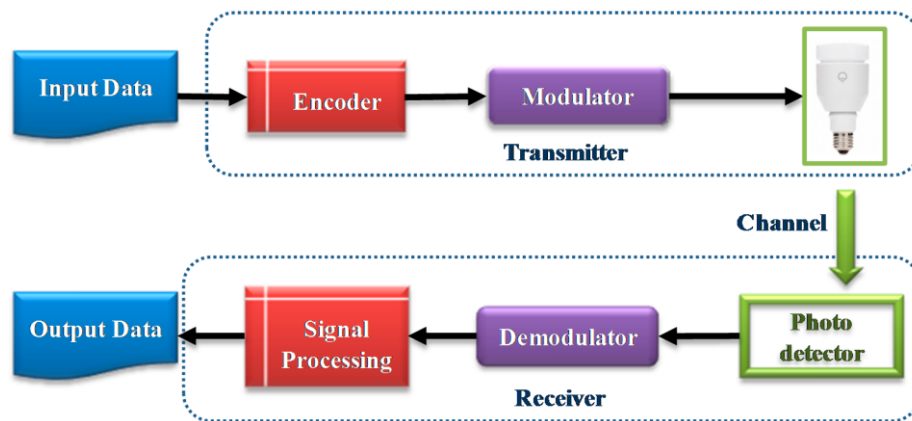 Input Data
Encoder
Modulator
Transmitter
Channel
Output Data
Signal
Processing
Demodulator
Photo
detector
Receiver